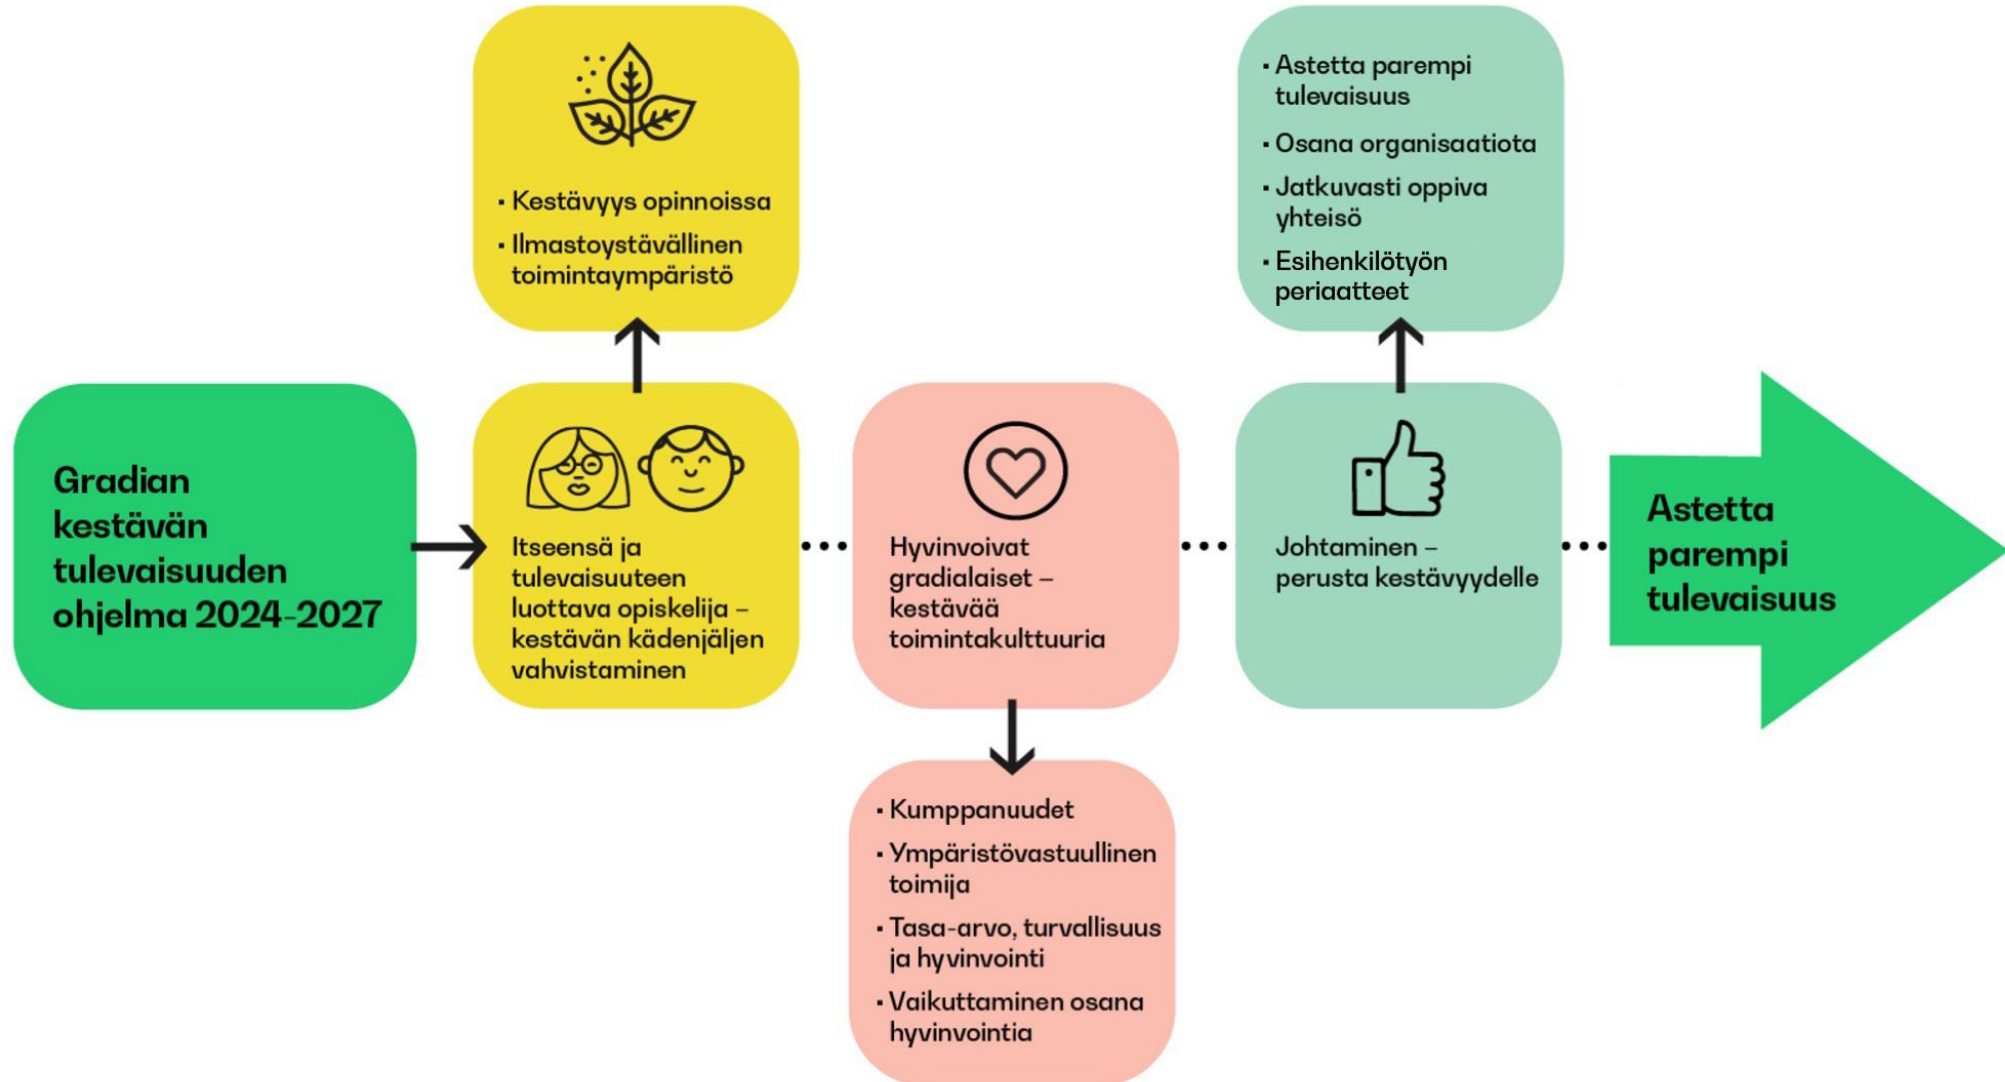 Gradian
kestävän
tulevaisuuden
ohjelma 2024-2027
Itseensä ja
tulevaisuuteen
luottava opiskelija –
kestävän kädenjäljen
vahvistaminen
▪ Kestävyys opinnoissa
▪ Ilmastoystävällinen
toimintaympäristö
Hyvinvoivat
gradialaiset –
kestävää
toimintakulttuuria
▪ Kumppanuudet
▪ Ympäristövastuullinen
toimija
▪ Tasa-arvo, turvallisuus
ja hyvinvointi
▪ Vaikuttaminen osana
hyvinvointia
Johtaminen –
perusta kestävyydelle
▪ Astetta parempi
tulevaisuus
▪ Osana organisaatiota
▪ Jatkuvasti oppiva
yhteisö
▪ Esihenkilötyön
periaatteet
Astetta
parempi
tulevaisuus